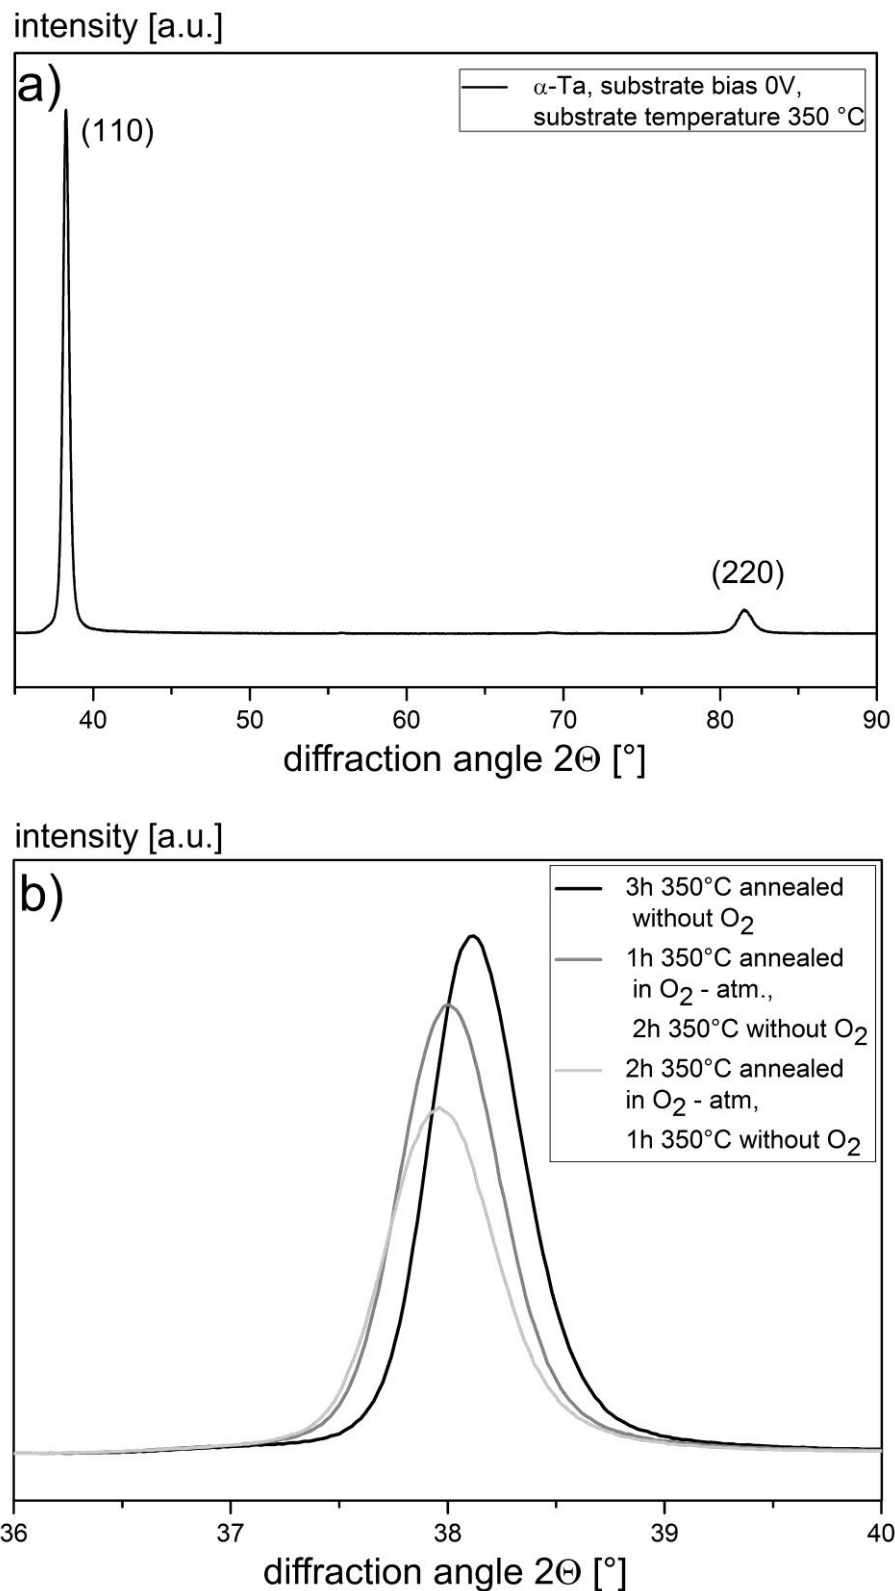 intensity [a.u.]
a)
α-Ta, substrate bias 0V,
substrate temperature 350 °C
(110)
(220)
40 50 60 70 80 90
diffraction angle 2Θ [°]
intensity [a.u.]
b)
3h 350°C annealed
without O2
1h 350°C annealed
in O2 - atm.,
2h 350°C without O2
2h 350°C annealed
in O2 - atm,
1h 350°C without O2
36 37 38 39 40
diffraction angle 2Θ [°]